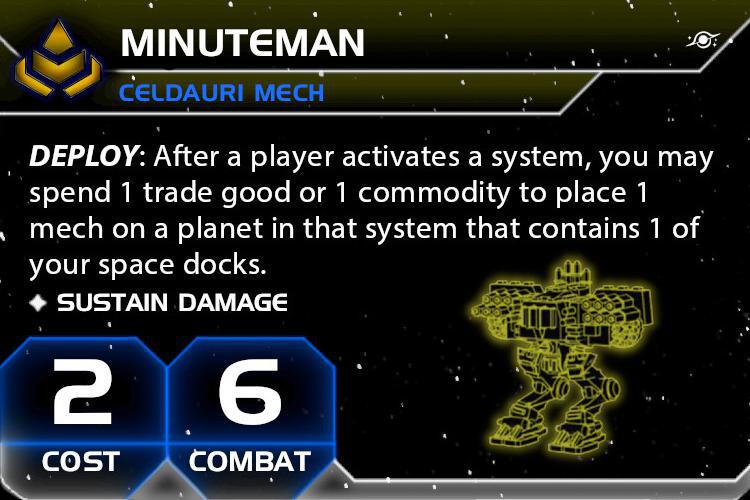 MINUTEMAN
CELDAURI MECH
DEPLOY: After a player activates a system, you may
spend 1 trade good or 1 commodity to place 1
mech on a planet in that system that contains 1 of
your space docks.
SUSTAIN DAMAGE
2
COST
6
COMBAT